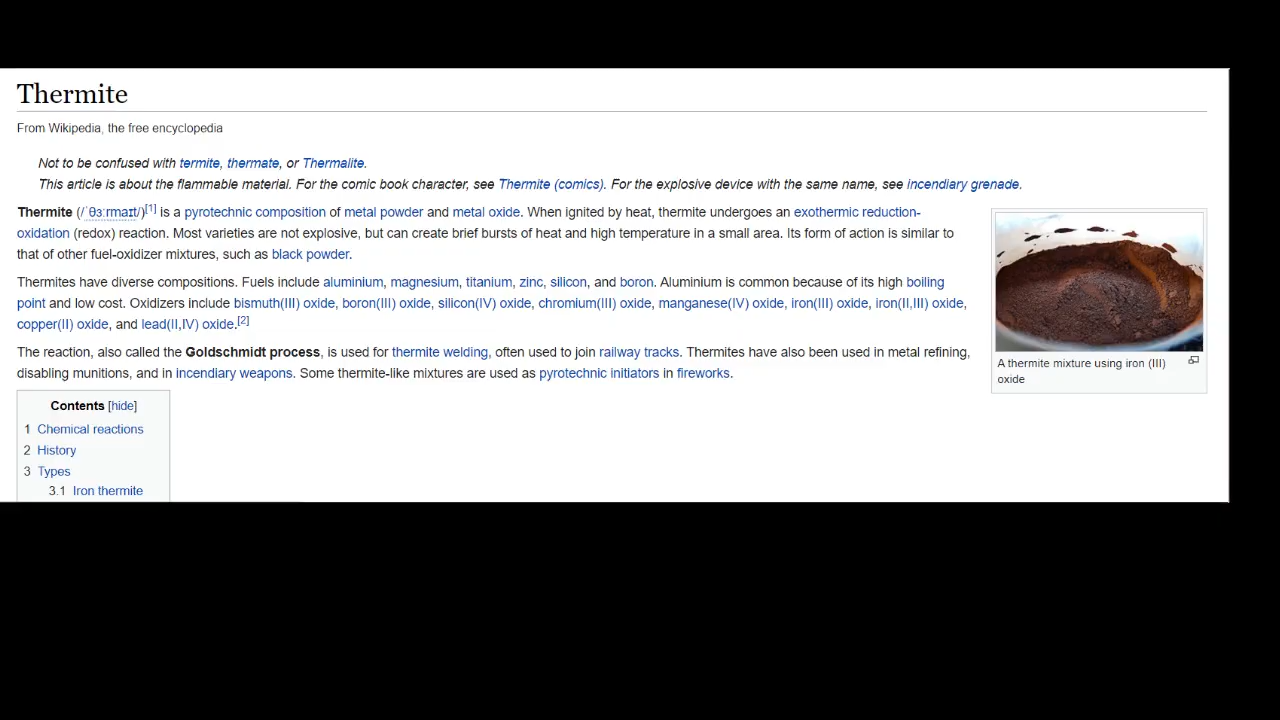 Thermite
From Wikipedia, the free encyclopedia
Not to be confused with termite, thermate, or Thermalite.
This article is about the flammable material. For the comic book character, see Thermite (comics). For the explosive device with the same name, see incendiary grenade.
Thermite (/ˈθɜːrmaɪt/)[1] is a pyrotechnic composition of metal powder and metal oxide. When ignited by heat, thermite undergoes an exothermic reduction-
oxidation (redox) reaction. Most varieties are not explosive, but can create brief bursts of heat and high temperature in a small area. Its form of action is similar to
that of other fuel-oxidizer mixtures, such as black powder.
Thermites have diverse compositions. Fuels include aluminium, magnesium, titanium, zinc, silicon, and boron. Aluminium is common because of its high boiling
point and low cost. Oxidizers include bismuth(III) oxide, boron(III) oxide, silicon(IV) oxide, chromium(III) oxide, manganese(IV) oxide, iron(III) oxide, iron(II,III) oxide,
copper(II) oxide, and lead(II,IV) oxide.[2]
The reaction, also called the Goldschmidt process, is used for thermite welding, often used to join railway tracks. Thermites have also been used in metal refining,
disabling munitions, and in incendiary weapons. Some thermite-like mixtures are used as pyrotechnic initiators in fireworks.
A thermite mixture using iron (III)
oxide
Contents [hide]
1 Chemical reactions
2 History
3 Types
3.1 Iron thermite